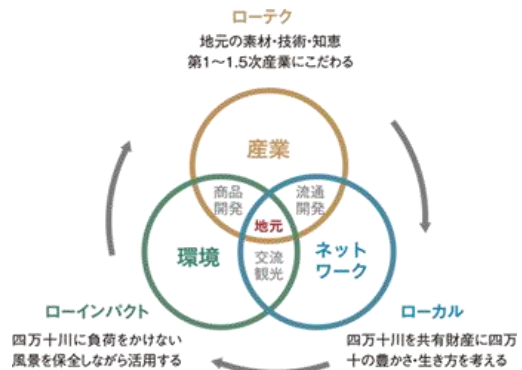 ローテク
地元の素材・技術・知恵
第1〜1.5次産業にこだわる
産業
商品
開発
流通
開発
地元
環境
交流
観光
ネット
ワーク
ローインパクト
四万十川に負荷をかけない
風景を保全しながら活用する
ローカル
四万十川を共有財産に四万
十の豊かさ・生き方を考える